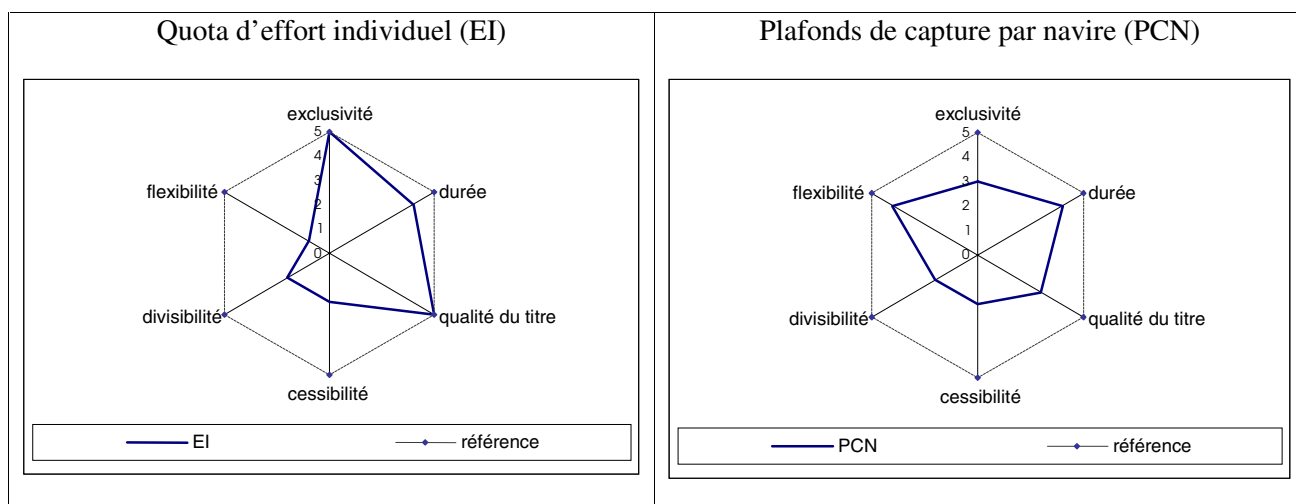 Quota d'effort individuel (EI)
exclusivité
5
4
3
2
1
0
flexibilité
durée
divisibilité
qualité du titre
cessibilité
EI
référence
Plafonds de capture par navire (PCN)
exclusivité
5
4
3
2
1
0
flexibilité
durée
divisibilité
qualité du titre
cessibilité
PCN
référence